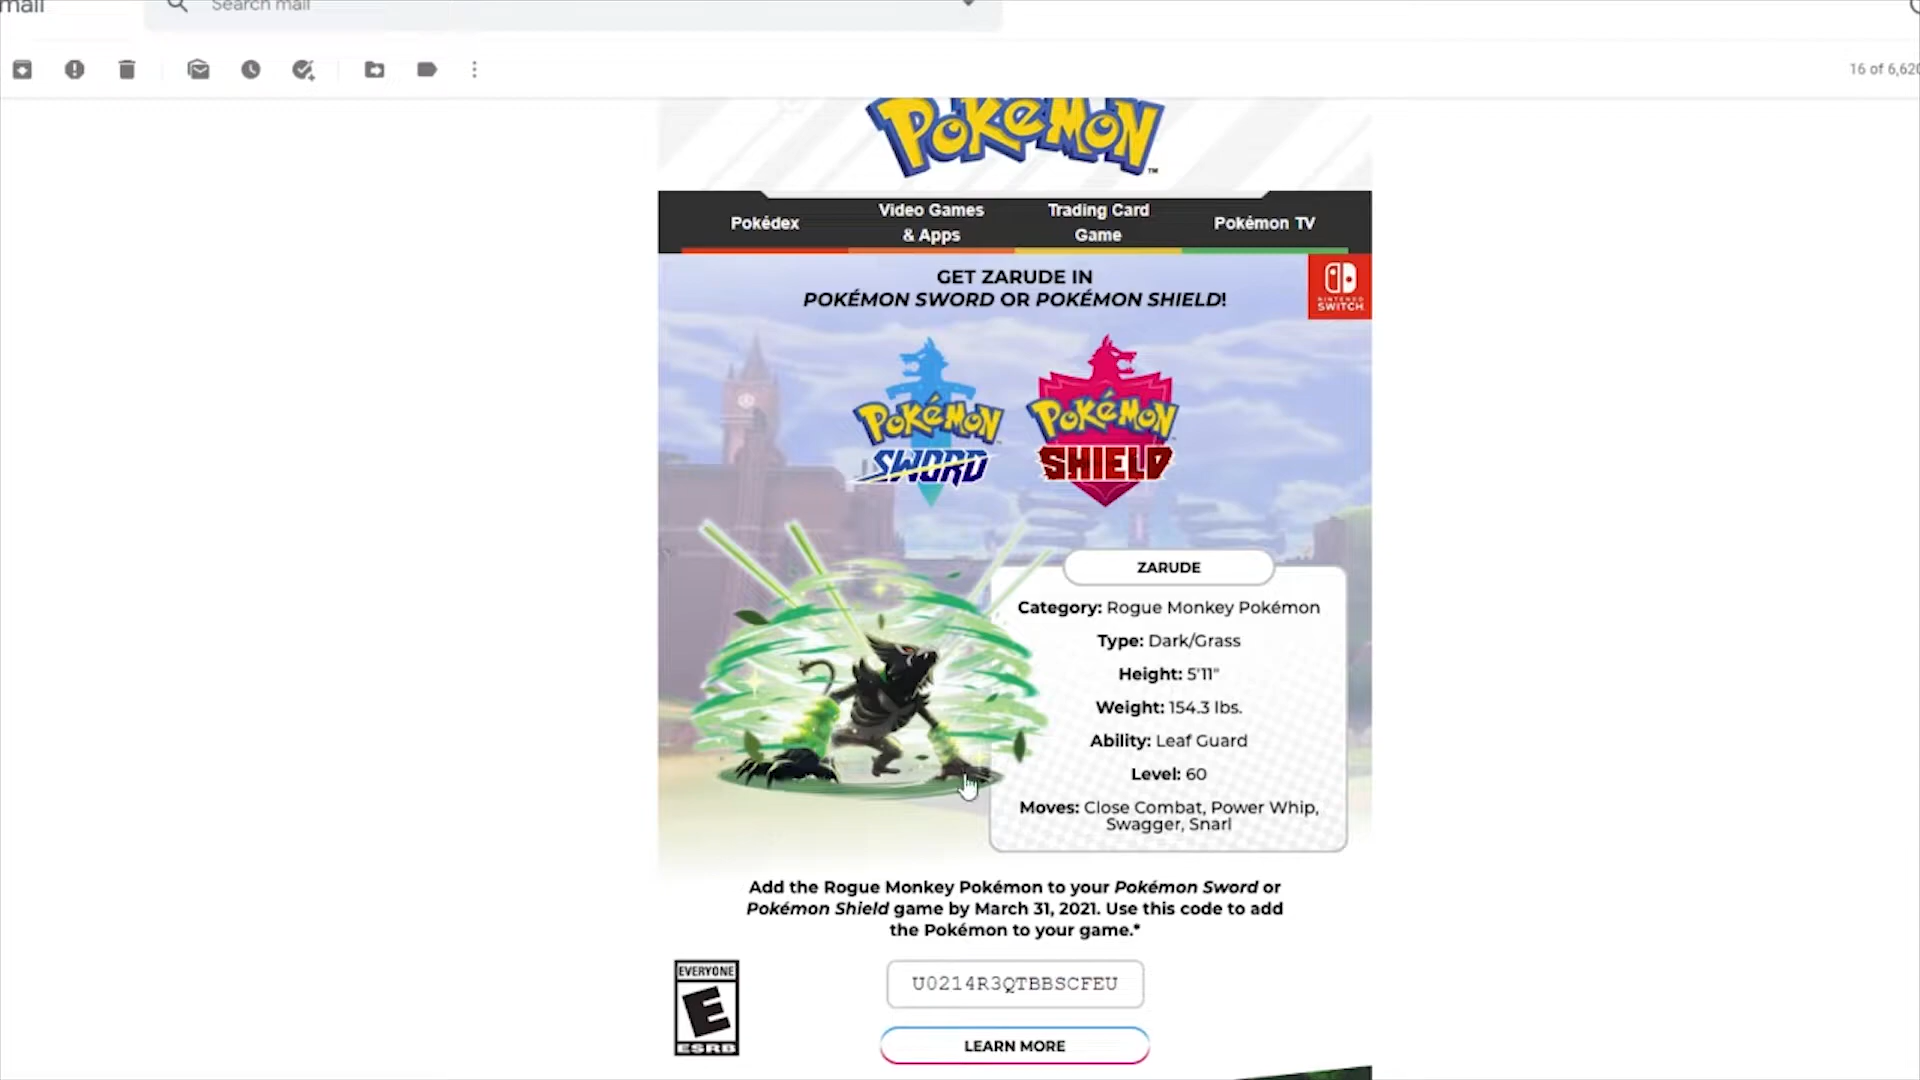 mail
Search mail
16 of 6,620
POKéMON
™
Pokédex
Video Games
& Apps
Trading Card
Game
Pokémon TV
GET ZARUDE IN
POKÉMON SWORD OR POKÉMON SHIELD!
NINTENDO
SWITCH
POKéMON
SWORD
POKéMON
SHIELD
ZARUDE
Category: Rogue Monkey Pokémon
Type: Dark/Grass
Height: 5'11"
Weight: 154.3 lbs.
Ability: Leaf Guard
Level: 60
Moves: Close Combat, Power Whip,
Swagger, Snarl
Add the Rogue Monkey Pokémon to your Pokémon Sword or
Pokémon Shield game by March 31, 2021. Use this code to add
the Pokémon to your game.*
U0214R3QTBBSCFEU
EVERYONE
E
ESRB
LEARN MORE